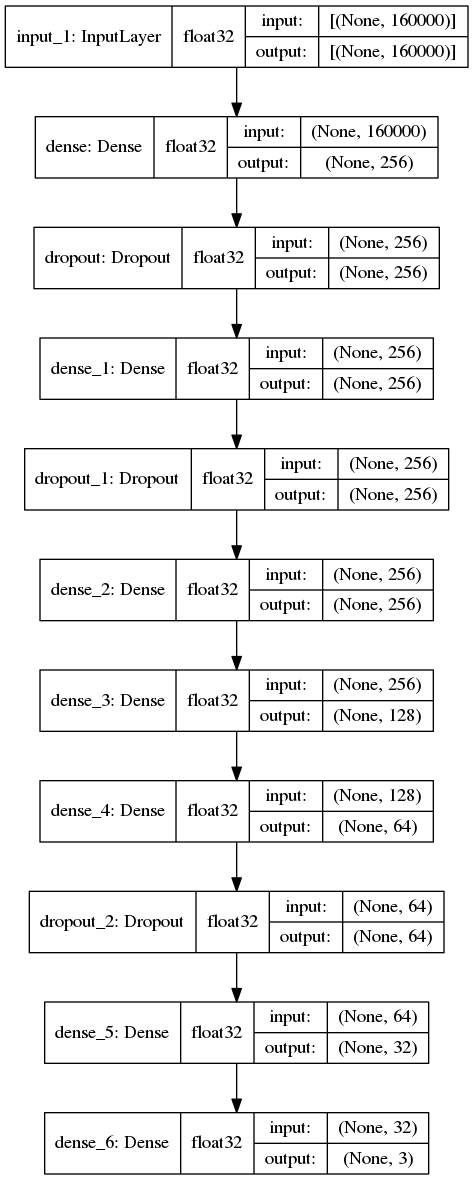 input_1: InputLayer float32 input: [(None, 160000)]
output: [(None, 160000)]
dense: Dense float32 input: (None, 160000)
output: (None, 256)
dropout: Dropout float32 input: (None, 256)
output: (None, 256)
dense_1: Dense float32 input: (None, 256)
output: (None, 256)
dropout_1: Dropout float32 input: (None, 256)
output: (None, 256)
dense_2: Dense float32 input: (None, 256)
output: (None, 256)
dense_3: Dense float32 input: (None, 256)
output: (None, 128)
dense_4: Dense float32 input: (None, 128)
output: (None, 64)
dropout_2: Dropout float32 input: (None, 64)
output: (None, 64)
dense_5: Dense float32 input: (None, 64)
output: (None, 32)
dense_6: Dense float32 input: (None, 32)
output: (None, 3)